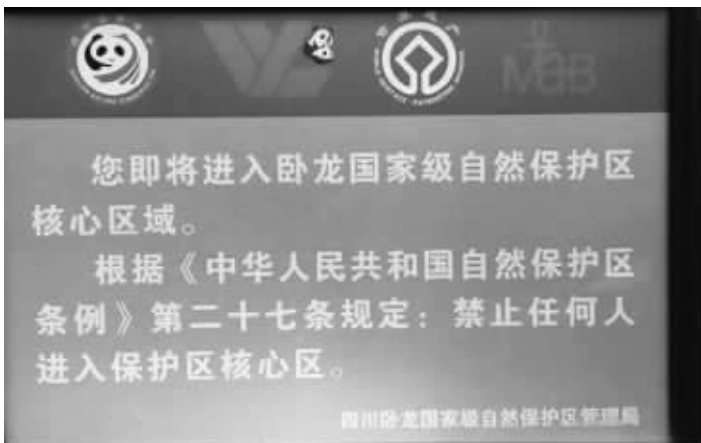 MaB
您即将进入卧龙国家级自然保护区
核心区域。
根据《中华人民共和国自然保护区
条例》第二十七条规定：禁止任何人
进入保护区核心区。
四川卧龙国家级自然保护区管理局